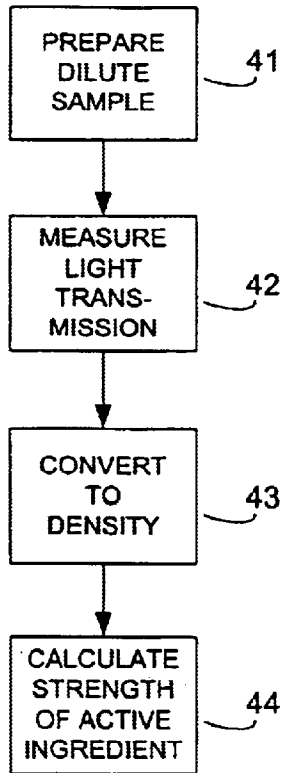 PREPARE
DILUTE
SAMPLE
41
MEASURE
LIGHT
TRANS-
MISSION
42
CONVERT
TO
DENSITY
43
CALCULATE
STRENGTH
OF ACTIVE
INGREDIENT
44